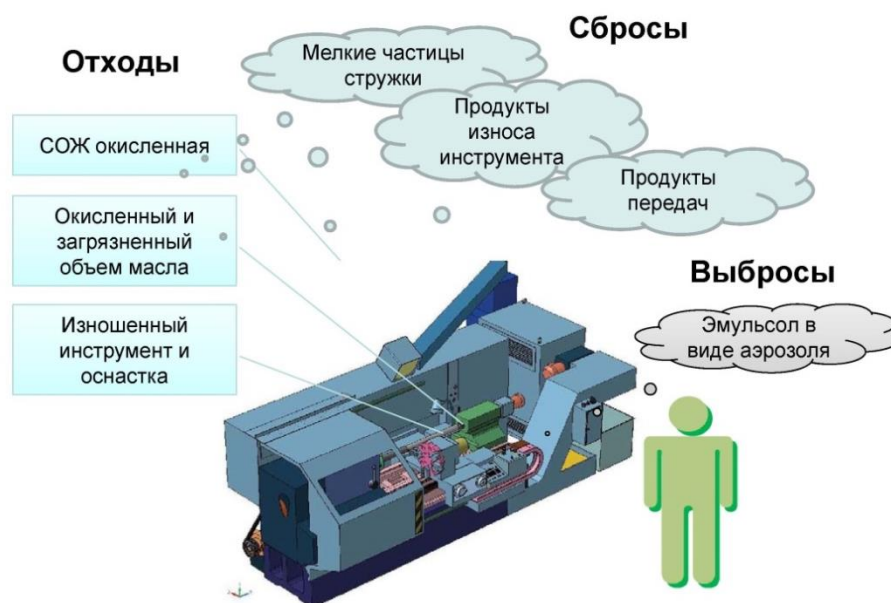 Отходы
СОЖ окисленная
Окисленный и
загрязненный
объем масла
Изношенный
инструмент и
оснастка
Сбросы
Мелкие частицы
стружки
Продукты
износа
инструмента
Продукты
передач
Выбросы
Эмульсол в
виде аэрозоля